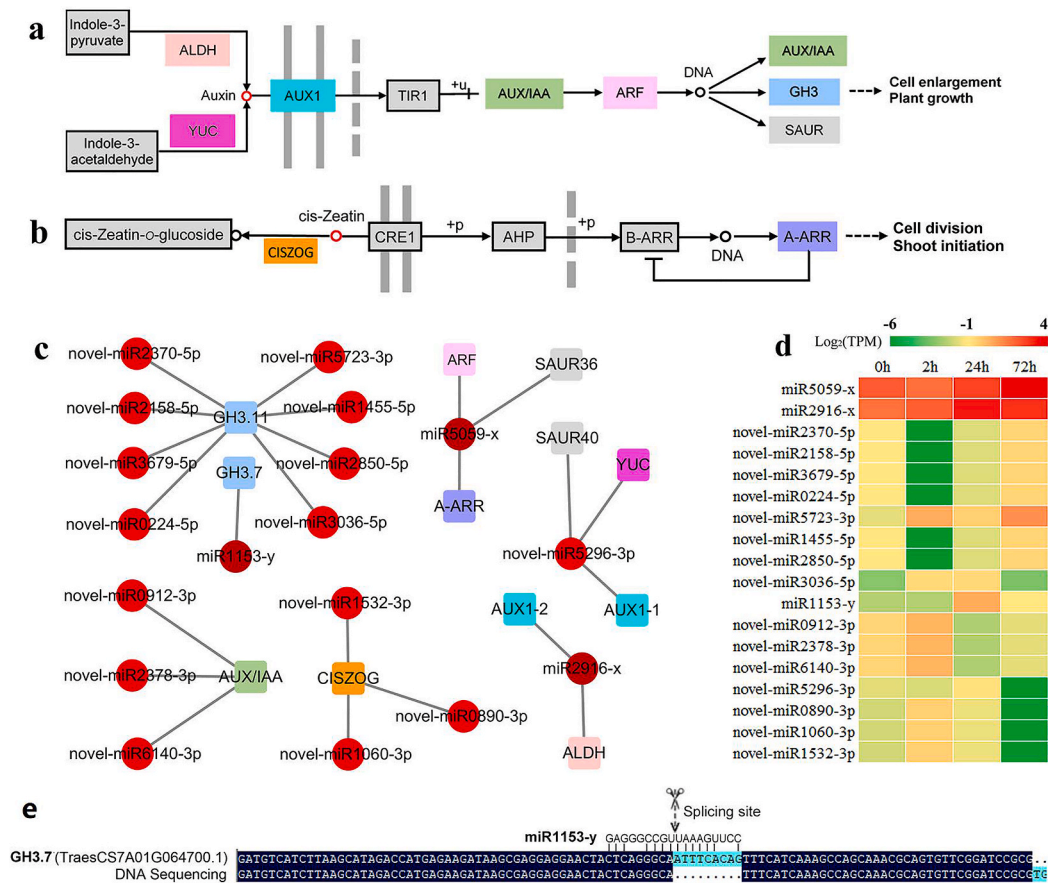 a
Indole-3-
pyruvate
ALDH
Auxin
YUC
Indole-3-
acetaldehyde
AUX1
TIR1
+u
AUX/IAA
ARF
DNA
AUX/IAA
GH3
SAUR
Cell enlargement
Plant growth
b
cis-Zeatin-o-glucoside
CISZOG
cis-Zeatin
CRE1
+p
AHP
+p
B-ARR
DNA
A-ARR
Cell division
Shoot initiation
c
novel-miR2370-5p
novel-miR5723-3p
novel-miR2158-5p
GH3.11
novel-miR1455-5p
novel-miR3679-5p
GH3.7
novel-miR2850-5p
novel-miR0224-5p
novel-miR3036-5p
miR1153-y
ARF
SAUR36
miR5059-x
SAUR40
YUC
A-ARR
novel-miR5296-3p
AUX1-2
AUX1-1
miR2916-x
ALDH
novel-miR0912-3p
novel-miR1532-3p
novel-miR2378-3p
AUX/IAA
CISZOG
novel-miR0890-3p
novel-miR6140-3p
novel-miR1060-3p
d
-6 -1 4
Log₂(TPM)
0h 2h 24h 72h
miR5059-x
miR2916-x
novel-miR2370-5p
novel-miR2158-5p
novel-miR3679-5p
novel-miR0224-5p
novel-miR5723-3p
novel-miR1455-5p
novel-miR2850-5p
novel-miR3036-5p
miR1153-y
novel-miR0912-3p
novel-miR2378-3p
novel-miR6140-3p
novel-miR5296-3p
novel-miR0890-3p
novel-miR1060-3p
novel-miR1532-3p
e
Splicing site
miR1153-y GAGGGCCGUUAAAGUUCC
GH3.7 (TraesCS7A01G064700.1) GATGTCATCTTAAGCATAGACCATGAGAAGATAAGCGAGGAGGAACTACTCAGGGCAATTTCACAGTTTCATCAAAGCCAGCAAACGCAGTGTTCGGATCCGCG..
DNA Sequencing GATGTCATCTTAAGCATAGACCATGAGAAGATAAGCGAGGAGGAACTACTCAGGGCA.........TTTCATCAAAGCCAGCAAACGCAGTGTTCGGATCCGCGTG